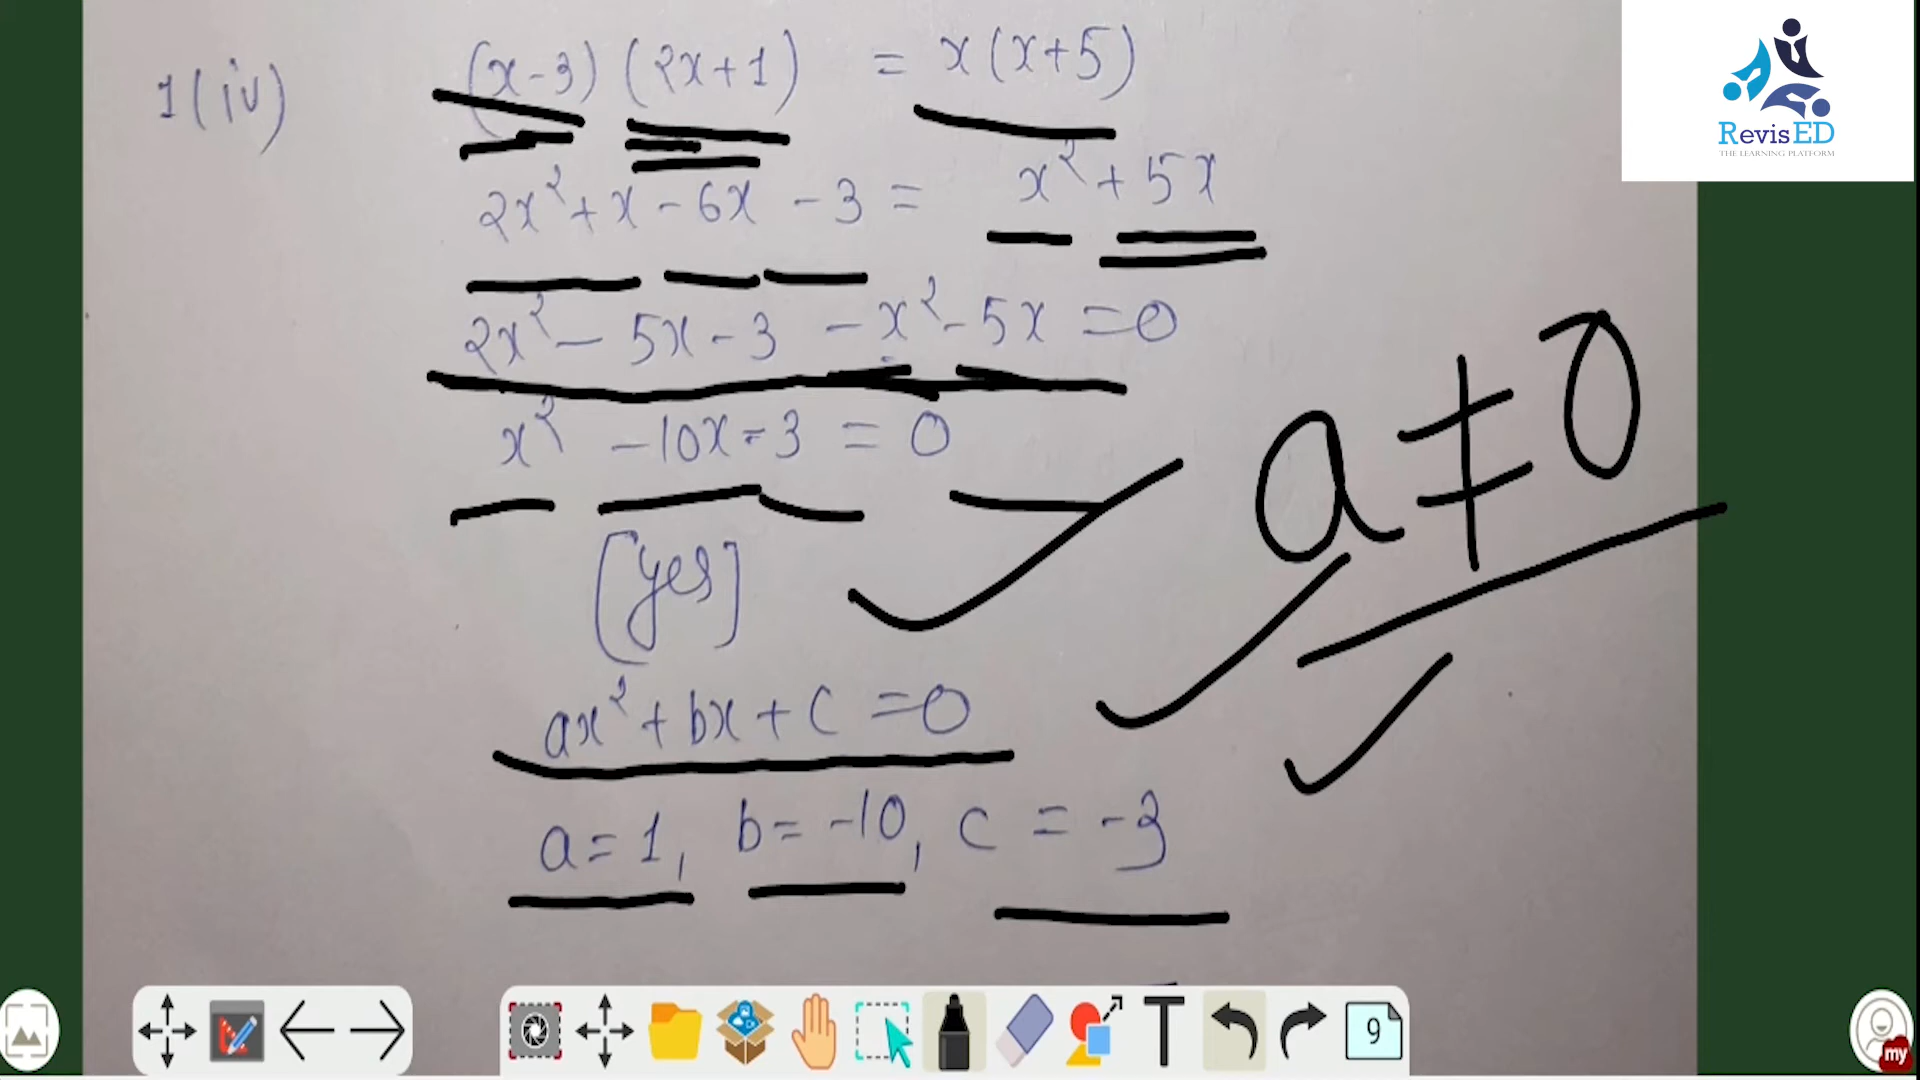 1(iv) (x-3) (2x+1) = x(x+5)
2x²+x-6x-3 = x²+5x
2x²-5x-3-x²-5x=0
x²-10x-3=0
[yes]
ax²+bx+c=0
a=1, b=-10, c=-3
a≠0
RevisED
THE LEARNING PLATFORM
T
9
my